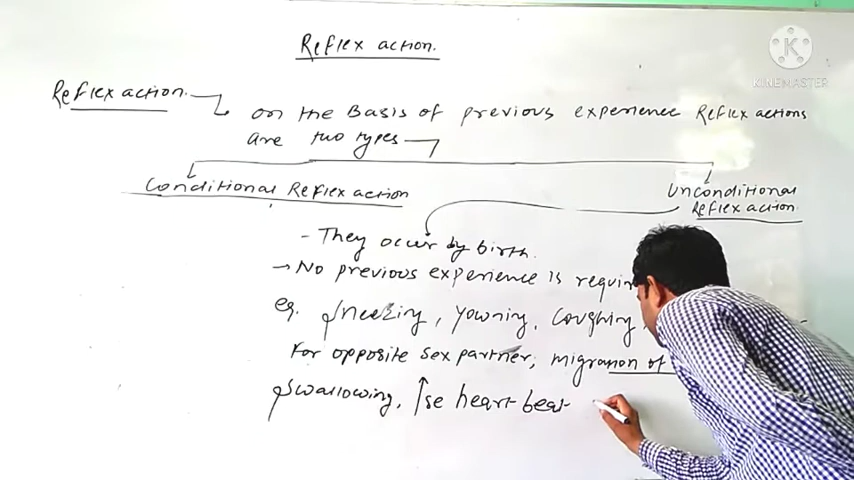 Reflex action.
KINEMASTER
Reflex action
on the Basis of previous experience Reflex actions
are two types
Conditional Reflex action
Unconditional
Reflex action
- They occur by birth.
→ No previous experience is requir
eg. sneezing, yowning, coughing,
For opposite sex partner, migration of
swallowing, ↑se heart beat